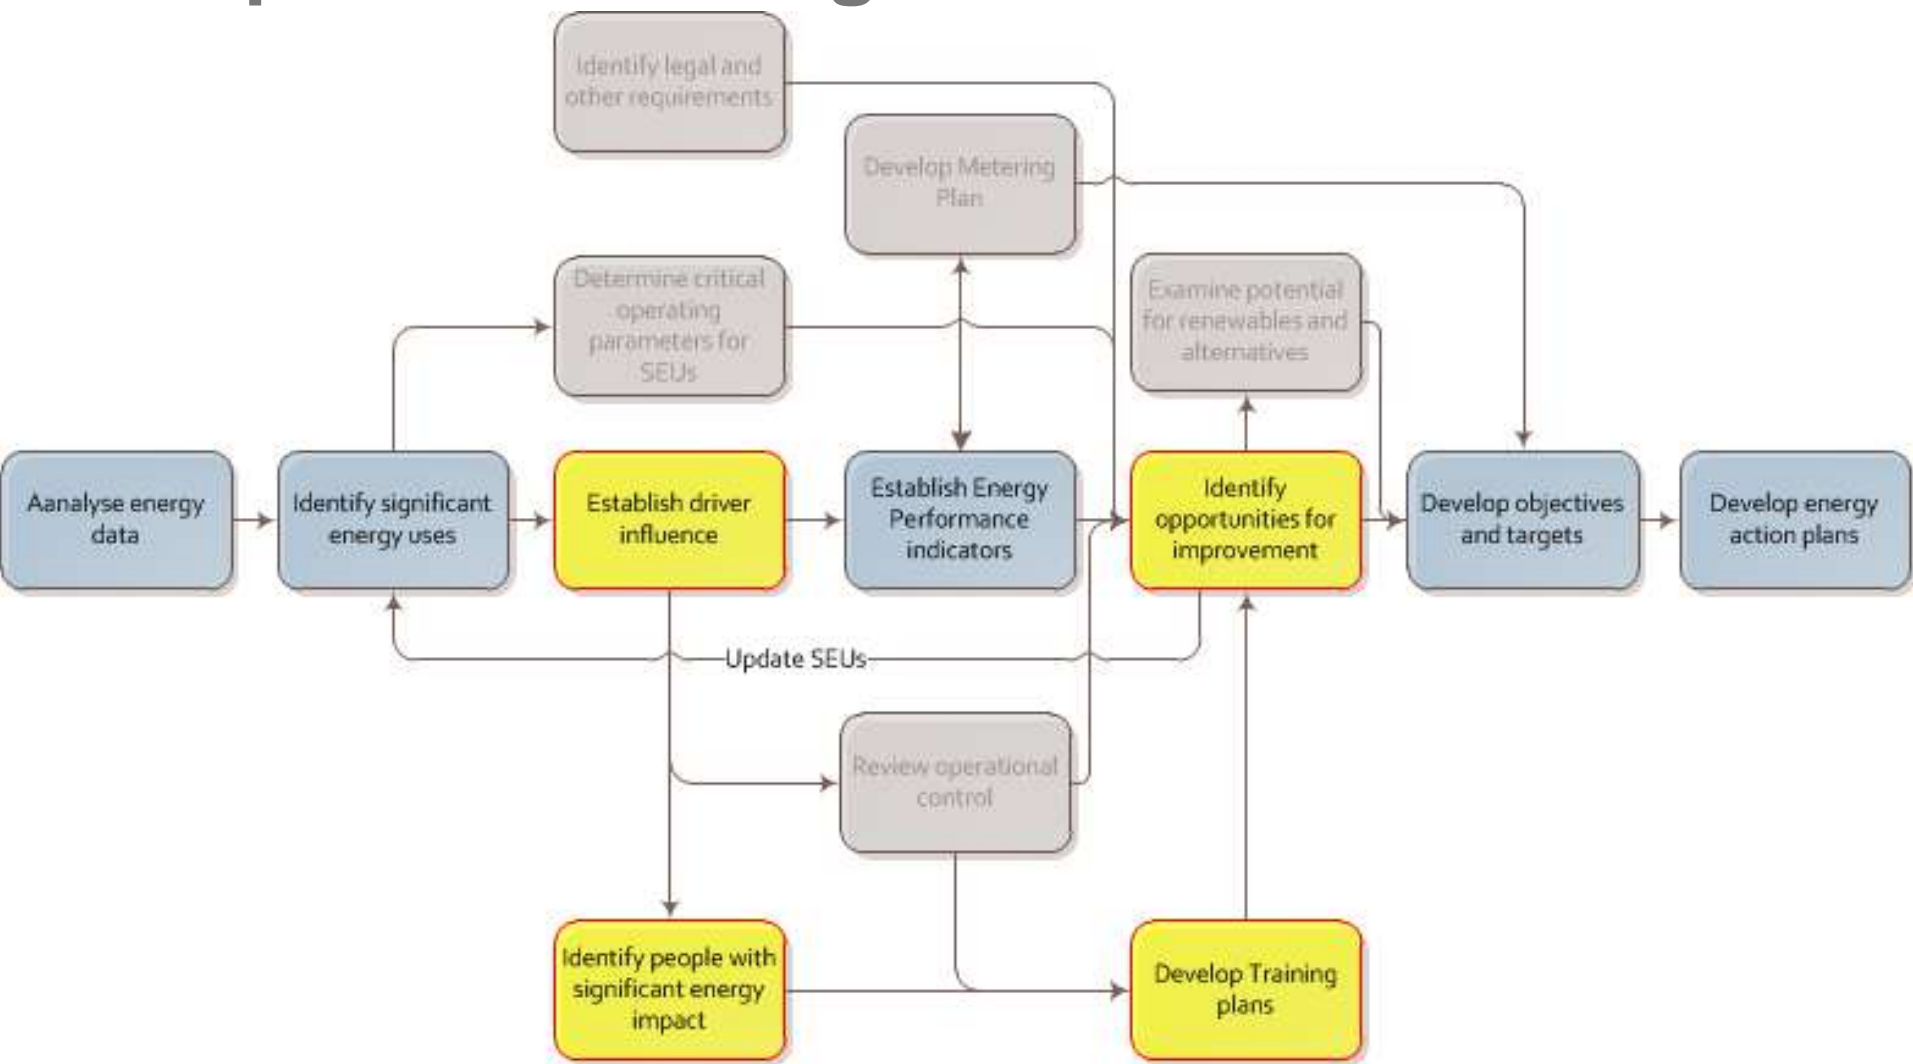 Identify legal and
other requirements
Develop Metering
Plan
Determine critical
operating
parameters for
SEUs
Examine potential
for renewables and
alternatives
Aanalyse energy
data
Identify significant
energy uses
Establish driver
influence
Establish Energy
Performance
indicators
Identify
opportunities for
improvement
Develop objectives
and targets
Develop energy
action plans
Update SEUs
Review operational
control
Identify people with
significant energy
impact
Develop Training
plans